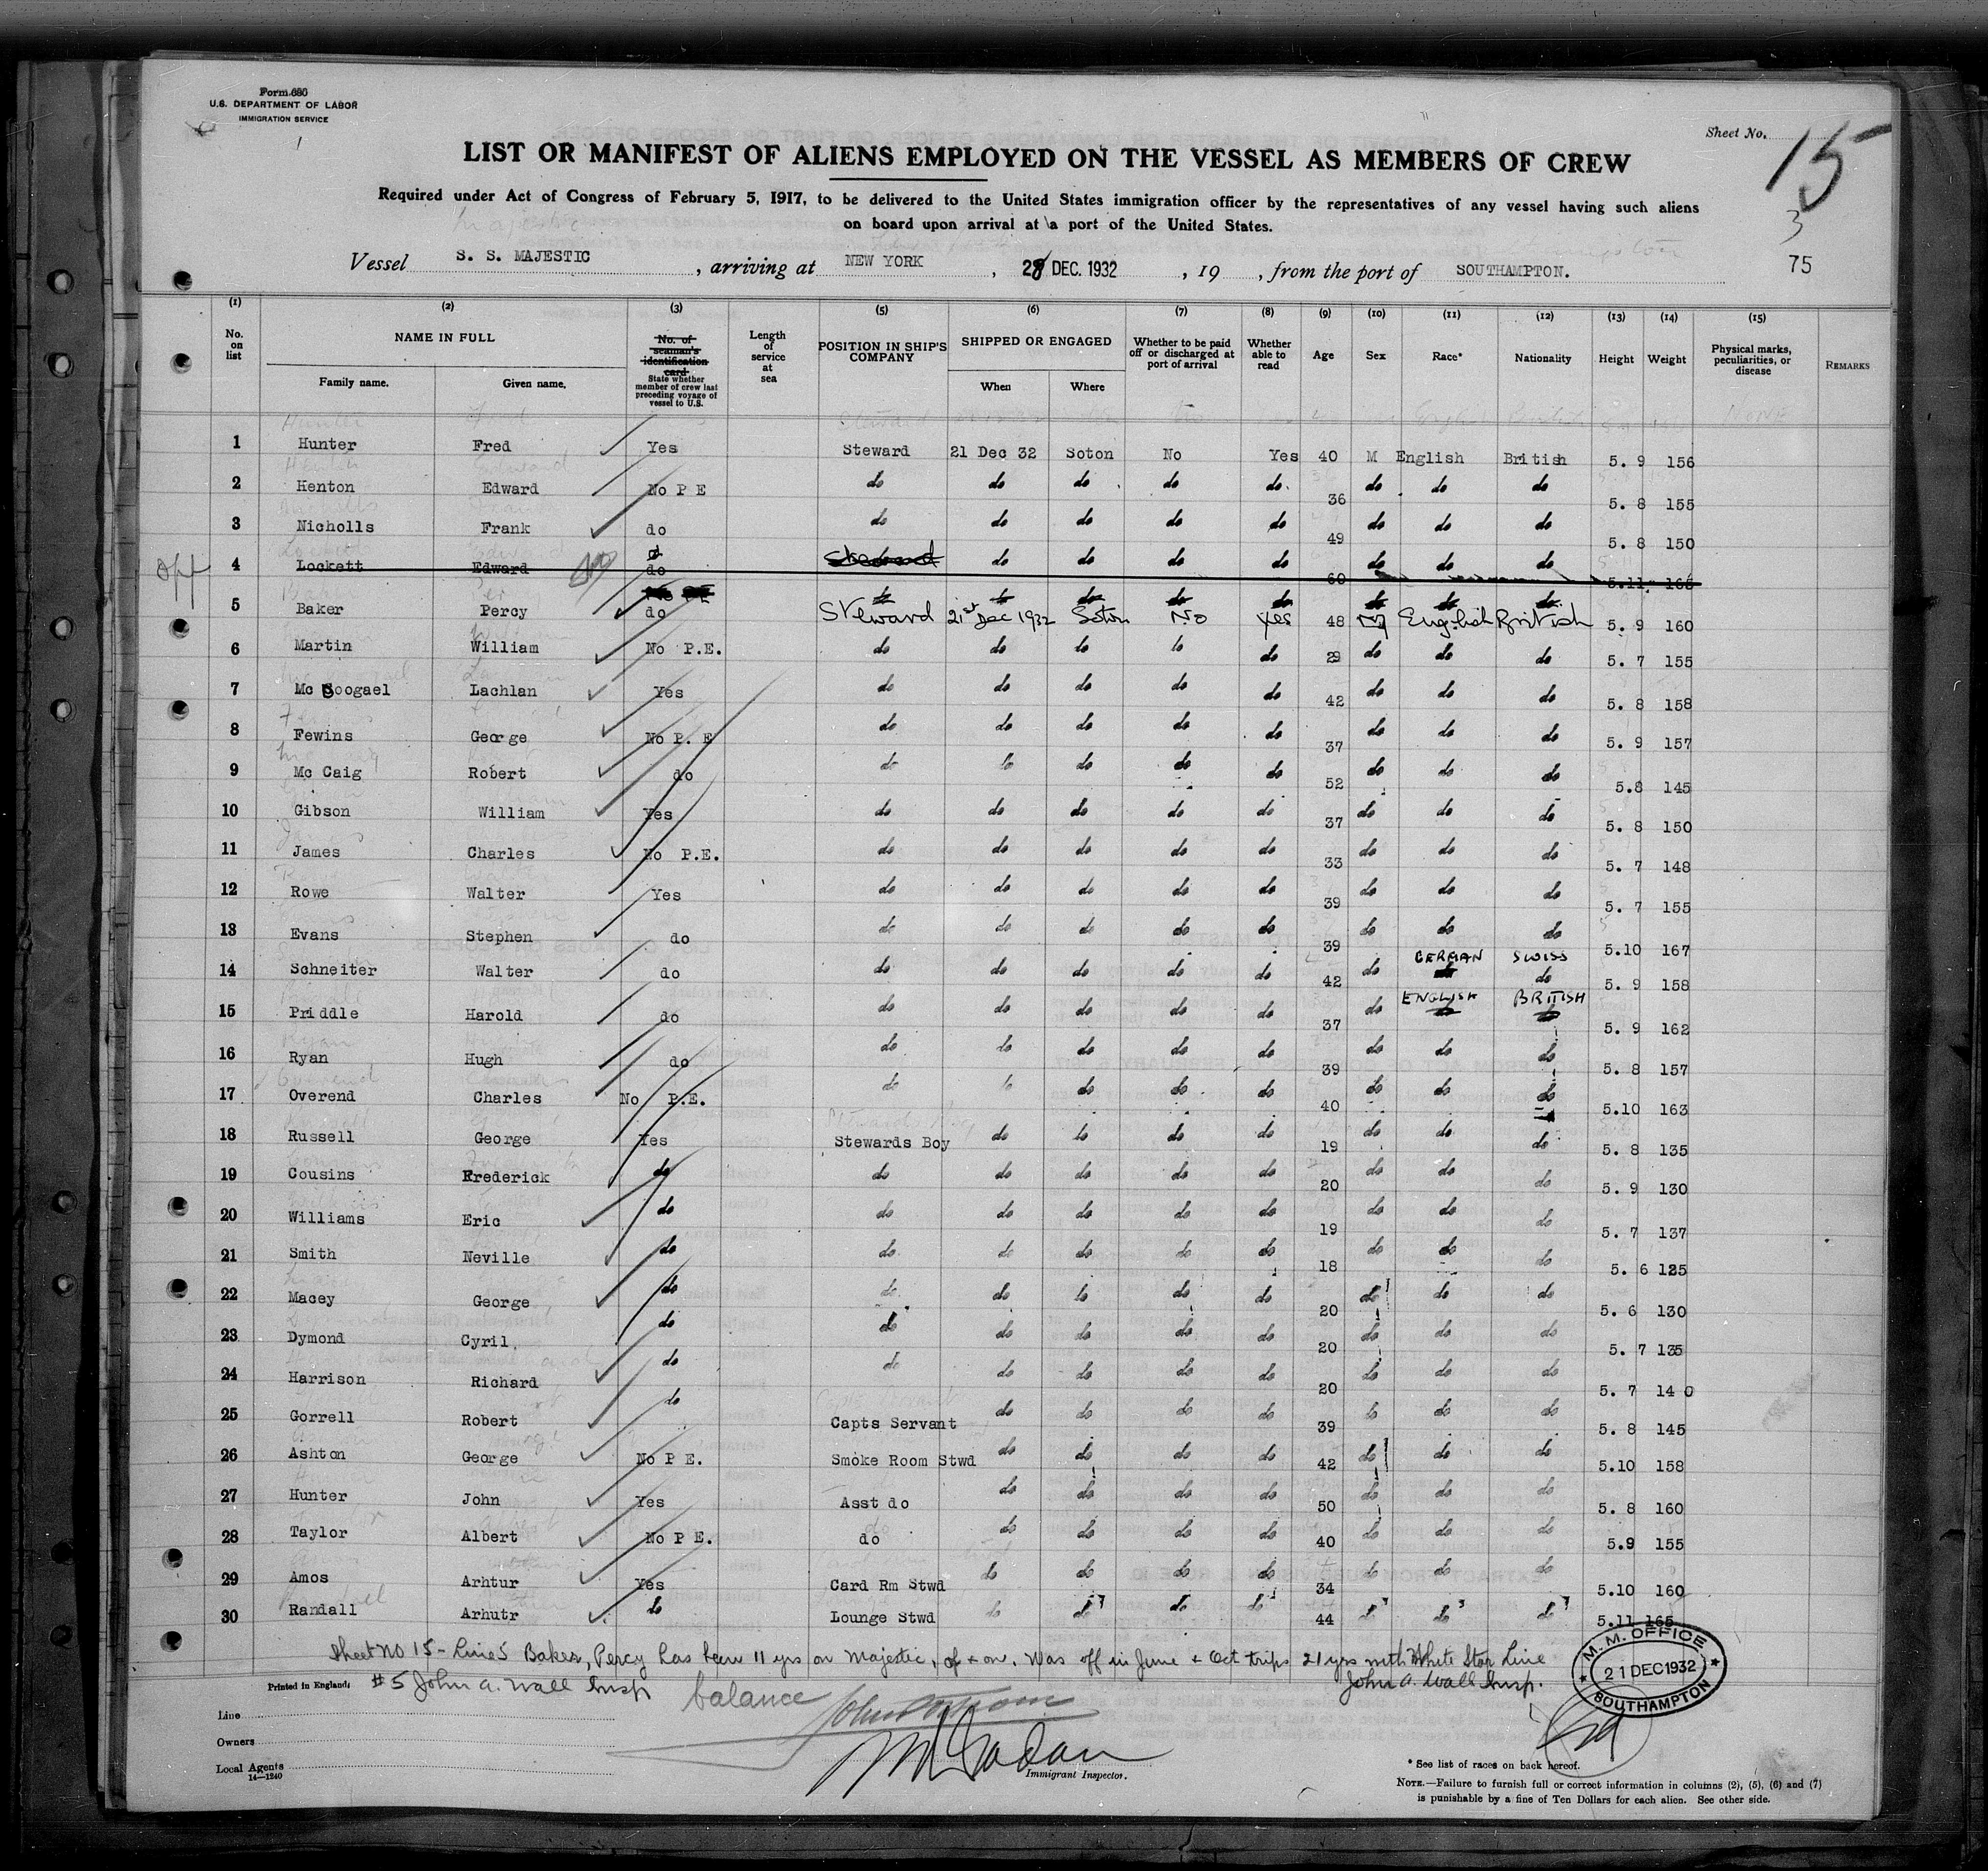 Form 680
U.S. DEPARTMENT OF LABOR
IMMIGRATION SERVICE
Sheet No. 15
3
LIST OR MANIFEST OF ALIENS EMPLOYED ON THE VESSEL AS MEMBERS OF CREW
Required under Act of Congress of February 5, 1917, to be delivered to the United States immigration officer by the representatives of any vessel having such aliens
on board upon arrival at a port of the United States.
Vessel S. S. MAJESTIC, arriving at NEW YORK, 28 DEC. 1932, 19, from the port of SOUTHAMPTON. 75
(1) (2) (3) (5) (6) (7) (8) (9) (10) (11) (12) (13) (14) (15)
No. on list NAME IN FULL Family name. Given name. No. of seaman's identification card State whether member of crew last preceding voyage of vessel to U.S. Length of service at sea POSITION IN SHIP'S COMPANY SHIPPED OR ENGAGED When Where Whether to be paid off or discharged at port of arrival Whether able to read Age Sex Race* Nationality Height Weight Physical marks, peculiarities, or disease REMARKS
1 Hunter Fred Yes Steward 21 Dec 32 Soton No Yes 40 M English British 5. 9 156
2 Henton Edward No P E do do do do do 36 do do do 5. 8 155
3 Nicholls Frank do do do do do do 49 do do do 5. 8 150
4 Lockett Edward do Steward do do do do 60 do do do 5.11
5 Baker Percy do Steward 21st Dec 1932 Soton No yes 48 M English British 5. 9 160
6 Martin William No P.E. do do do do do 29 do do do 5. 7 155
7 Mc Doogael Lachlan Yes do do do do do 42 do do do 5. 8 158
8 Fewins George No P. E do do do do do 37 do do do 5. 9 157
9 Mc Caig Robert do do do do do do 52 do do do 5.8 145
10 Gibson William Yes do do do do do 37 do do do 5. 8 150
11 James Charles No P.E. do do do do do 33 do do do 5. 7 148
12 Rowe Walter Yes do do do do do 39 do do do 5. 7 155
13 Evans Stephen do do do do do do 39 do do do 5.10 167
14 Schneiter Walter do do do do do do 42 do GERMAN SWISS do 5. 9 158
15 Priddle Harold do do do do do do 37 do ENGLISH BRITISH 5. 9 162
16 Ryan Hugh do do do do do do 39 do do do 5. 8 157
17 Overend Charles No P.E. do do do do do 40 do do do 5.10 163
18 Russell George Yes Stewards Boy do do do do 19 do do do 5. 8 135
19 Cousins Frederick do do do do do do 20 do do do 5. 9 130
20 Williams Eric do do do do do do 19 do do do 5. 7 137
21 Smith Neville do do do do do do 18 do do do 5. 6 125
22 Macey George do do do do do do 20 do do do 5. 6 130
23 Dymond Cyril. do do do do do do 20 do do do 5. 7 135
24 Harrison Richard do do do do do do 20 do do do 5. 7 14 0
25 Gorrell Robert do Capts Servant do do do do 39 do do do 5. 8 145
26 Ashton George No P E. Smoke Room Stwd do do do do 42 do do do 5.10 158
27 Hunter John Yes Asst do do do do do 50 do do do 5. 8 160
28 Taylor Albert No P E. do do do do do 40 do do do 5.9 155
29 Amos Arhtur Yes Card Rm Stwd do do do do 34 do do do 5.10 160
30 Randall Arhutr do Lounge Stwd do do do do 44 do do do 5.11 165
Sheet No 15 - Line 5 Baker, Percy has been 11 yrs on Majestic, off & on. Was off in June & Oct trips 21 yrs with White Star Line
John A. Wall Insp.
Printed in England; #5 John A. Wall Insp balance
M. M. OFFICE
21 DEC 1932
SOUTHAMPTON
Line
Owners
Local Agents
14—1240
Immigrant Inspector.
* See list of races on back hereof.
NOTE.—Failure to furnish full or correct information in columns (2), (5), (6) and (7)
is punishable by a fine of Ten Dollars for each alien. See other side.